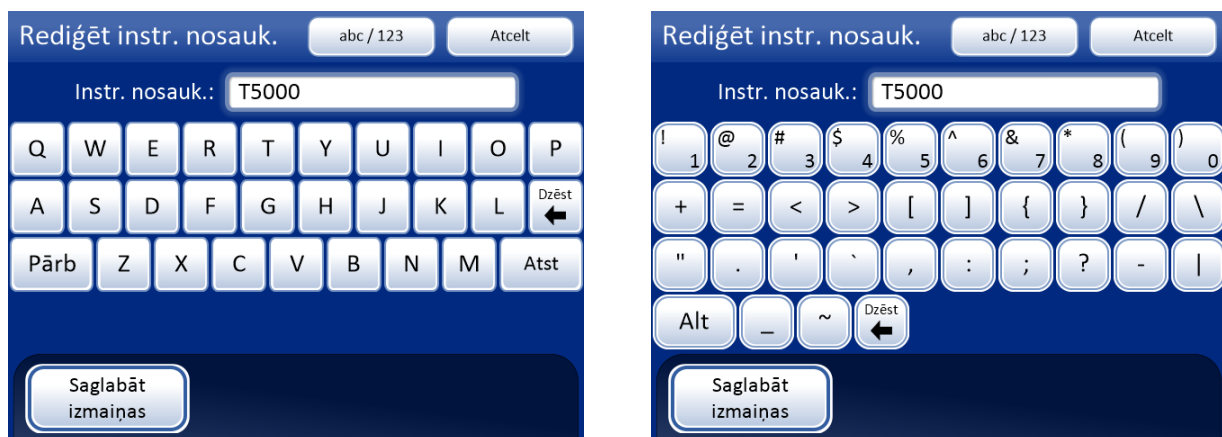 Rediģēt instr. nosauk. abc / 123 Atcelt
Instr. nosauk.: T5000
Q W E R T Y U I O P
A S D F G H J K L Dzēst
Pārb Z X C V B N M Atst
Saglabāt
izmaiņas
Rediģēt instr. nosauk. abc / 123 Atcelt
Instr. nosauk.: T5000
! 1 @ 2 # 3 $ 4 % 5 ^ 6 & 7 * 8 ( 9 ) 0
+ = < > [ ] { } / \
" . ' ` , : ; ? - |
Alt _ ~ Dzēst
Saglabāt
izmaiņas